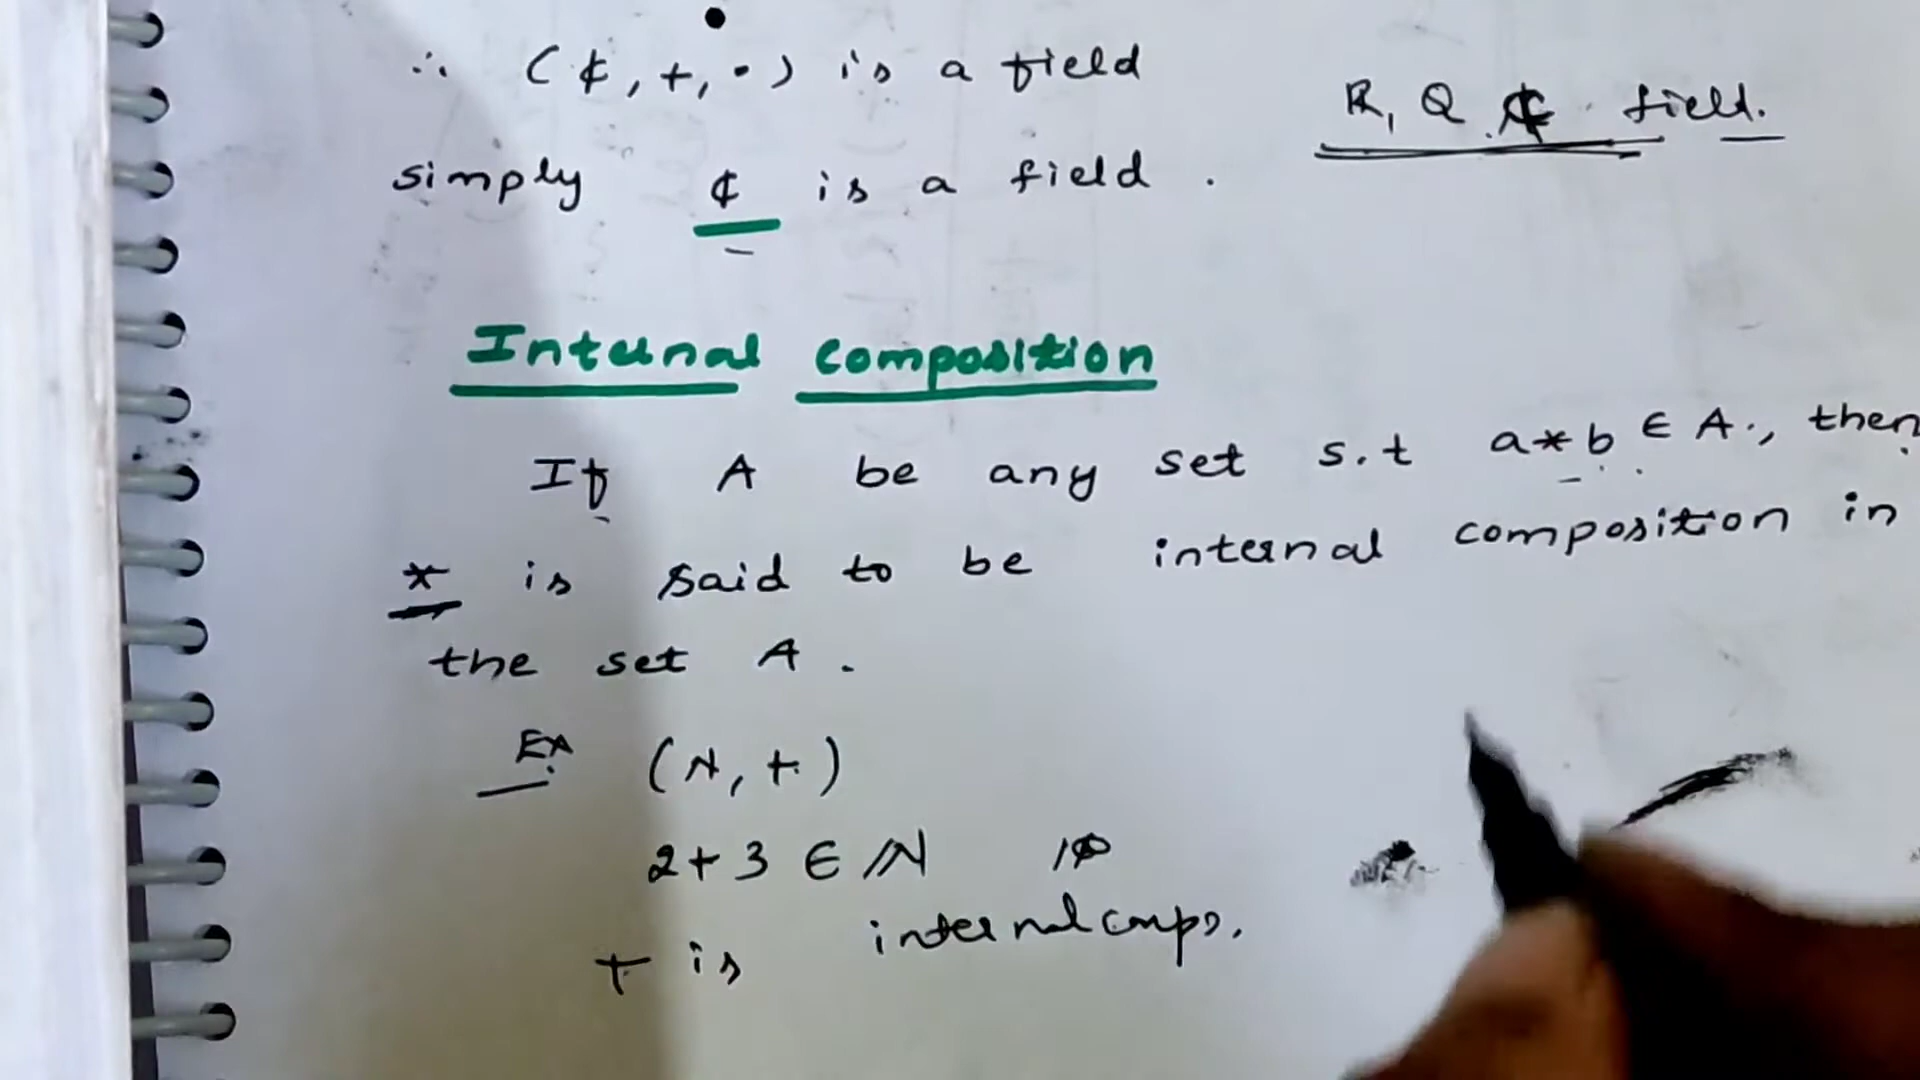 ∴ (₵, +, •) is a field
R, Q ₵ field.
simply ₵ is a field .
Internal composition
If A be any set s.t a*b ∈ A., then
* is said to be internal composition in
the set A .
Ex (N, +)
2+3 ∈ N
+ is internal comps.